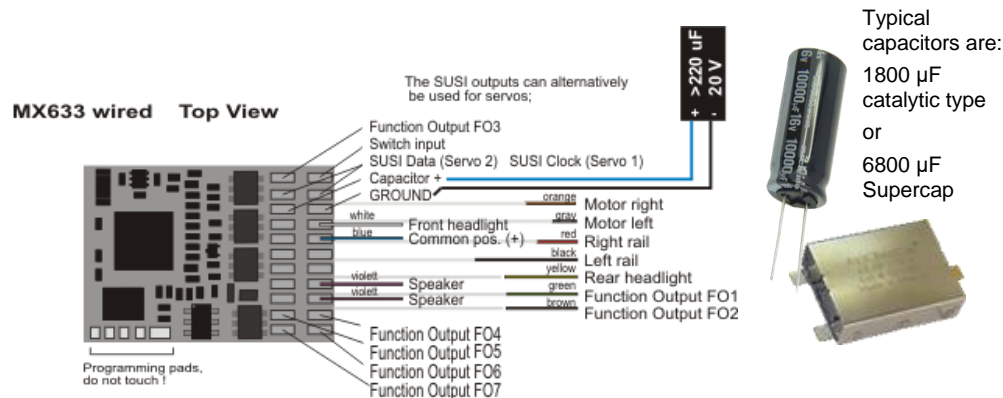 Typical
capacitors are:
1800 µF
catalytic type
or
6800 µF
Supercap
+ >220 uF
- 20 V
The SUSI outputs can alternatively
be used for servos;
MX633 wired Top View
Function Output FO3
Switch input
SUSI Data (Servo 2) SUSI Clock (Servo 1)
Capacitor +
GROUND
orange Motor right
white Front headlight
gray Motor left
blue Common pos. (+)
red Right rail
black Left rail
yellow Rear headlight
violett Speaker
green Function Output FO1
violett Speaker
brown Function Output FO2
Function Output FO4
Function Output FO5
Function Output FO6
Function Output FO7
Programming pads,
do not touch !
10000 16v 10000